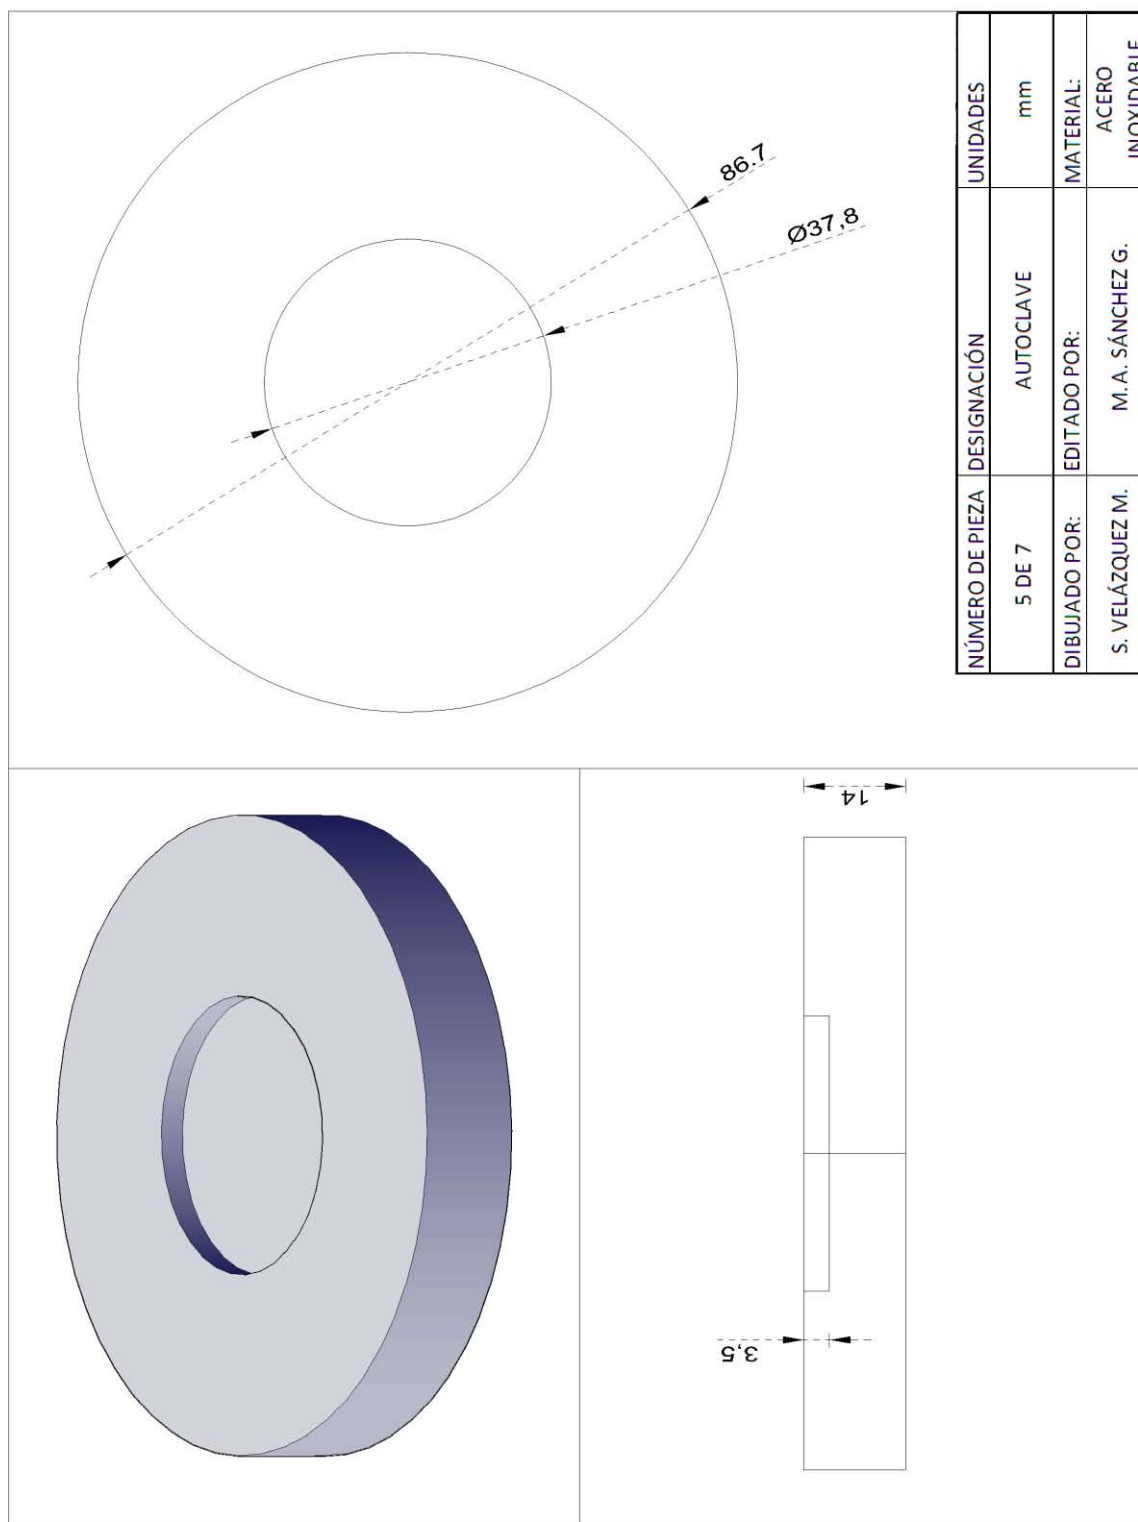 86.7
Ø37,8
14
3,5
NÚMERO DE PIEZA DESIGNACIÓN UNIDADES
5 DE 7 AUTOCLAVE mm
DIBUJADO POR: EDITADO POR: MATERIAL:
S. VELÁZQUEZ M. M.A. SÁNCHEZ G. ACERO
INOXIDABLE